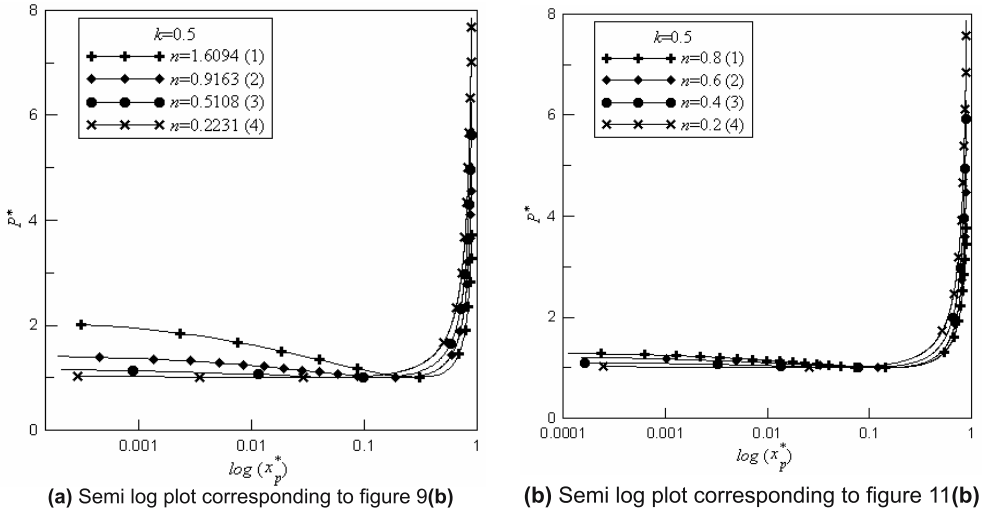 8
6
4
2
0
P*
k=0.5
n=1.6094 (1)
n=0.9163 (2)
n=0.5108 (3)
n=0.2231 (4)
0.001
0.01
0.1
1
log (x*p)
(a) Semi log plot corresponding to figure 9(b)
8
6
4
2
0
P*
k=0.5
n=0.8 (1)
n=0.6 (2)
n=0.4 (3)
n=0.2 (4)
0.0001
0.001
0.01
0.1
1
log (x*p)
(b) Semi log plot corresponding to figure 11(b)